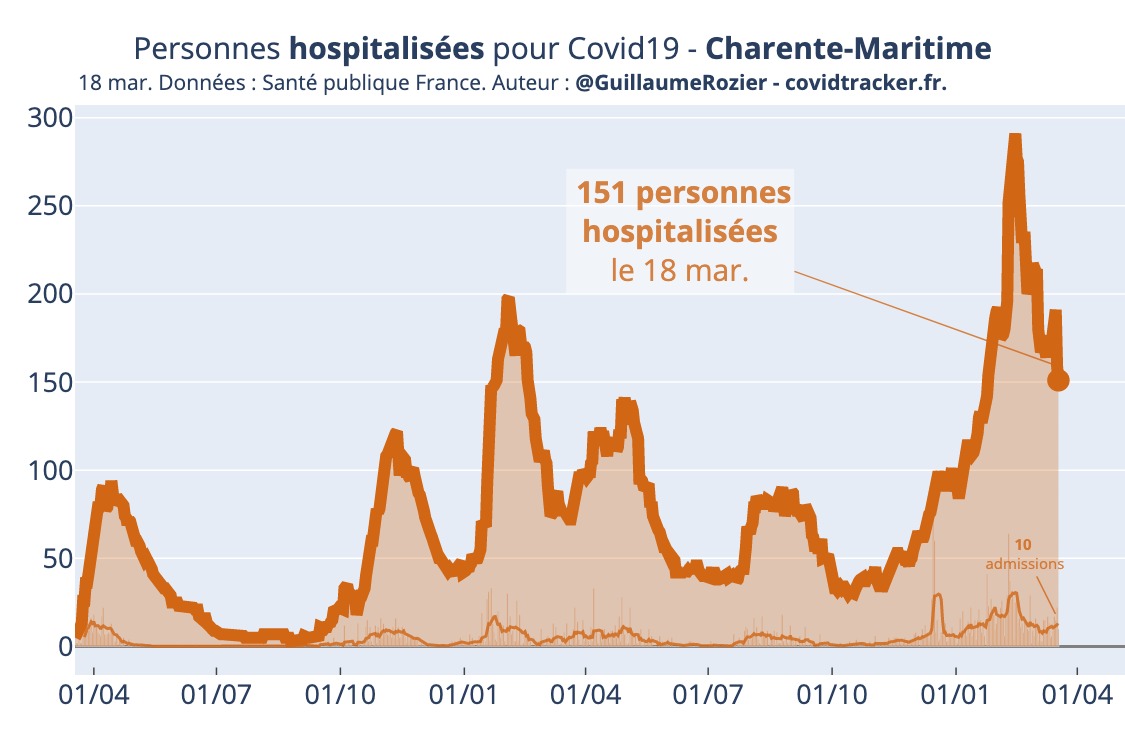 Personnes hospitalisées pour Covid19 - Charente-Maritime
18 mar. Données : Santé publique France. Auteur : @GuillaumeRozier - covidtracker.fr.
300
250
200
150
100
50
0
151 personnes
hospitalisées
le 18 mar.
10
admissions
01/04 01/07 01/10 01/01 01/04 01/07 01/10 01/01 01/04